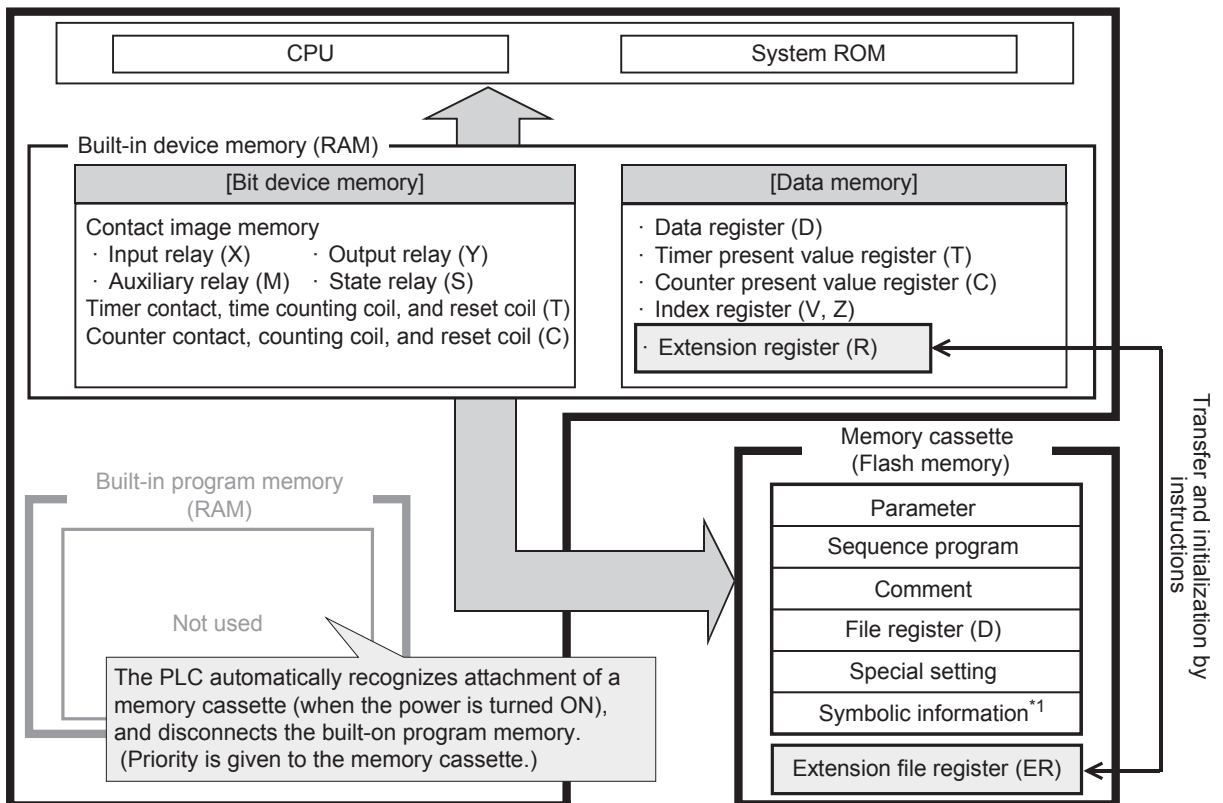 CPU
System ROM
Built-in device memory (RAM)
[Bit device memory]
Contact image memory
· Input relay (X) · Output relay (Y)
· Auxiliary relay (M) · State relay (S)
Timer contact, time counting coil, and reset coil (T)
Counter contact, counting coil, and reset coil (C)
[Data memory]
· Data register (D)
· Timer present value register (T)
· Counter present value register (C)
· Index register (V, Z)
· Extension register (R)
Transfer and initialization by
instructions
Built-in program memory
(RAM)
Not used
The PLC automatically recognizes attachment of a
memory cassette (when the power is turned ON),
and disconnects the built-on program memory.
(Priority is given to the memory cassette.)
Memory cassette
(Flash memory)
Parameter
Sequence program
Comment
File register (D)
Special setting
Symbolic information*1
Extension file register (ER)